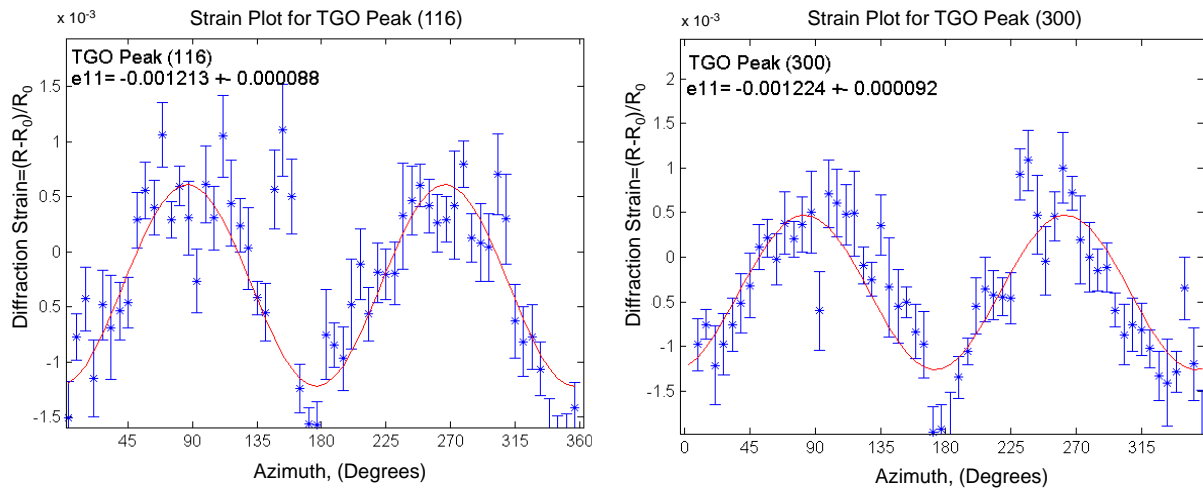 Strain Plot for TGO Peak (116)
x 10⁻³
TGO Peak (116)
e11= -0.001213 +- 0.000088
Diffraction Strain=(R-R₀)/R₀
1.5
1
0.5
0
0.5
-1
-1.5
45
90
135
180
225
270
315
360
Azimuth, (Degrees)
Strain Plot for TGO Peak (300)
x 10⁻³
TGO Peak (300)
e11= -0.001224 +- 0.000092
Diffraction Strain=(R-R₀)/R₀
2
1.5
1
0.5
0
-0.5
-1
-1.5
0
45
90
135
180
225
270
315
Azimuth, (Degrees)